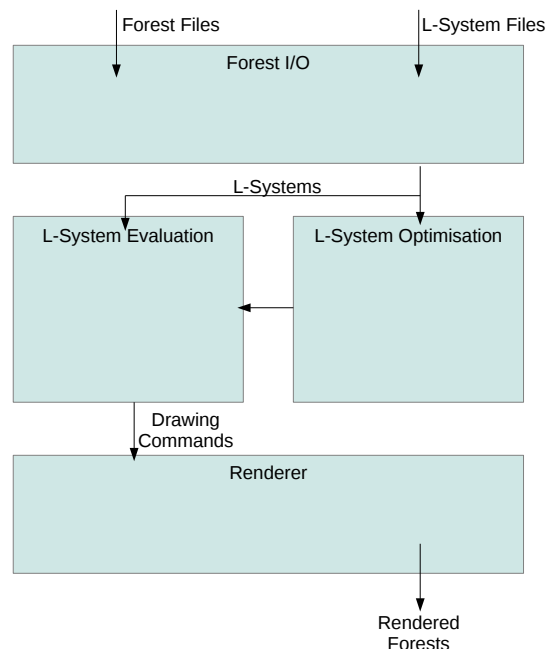 Forest Files
L-System Files
Forest I/O
L-Systems
L-System Evaluation
L-System Optimisation
Drawing
Commands
Renderer
Rendered
Forests